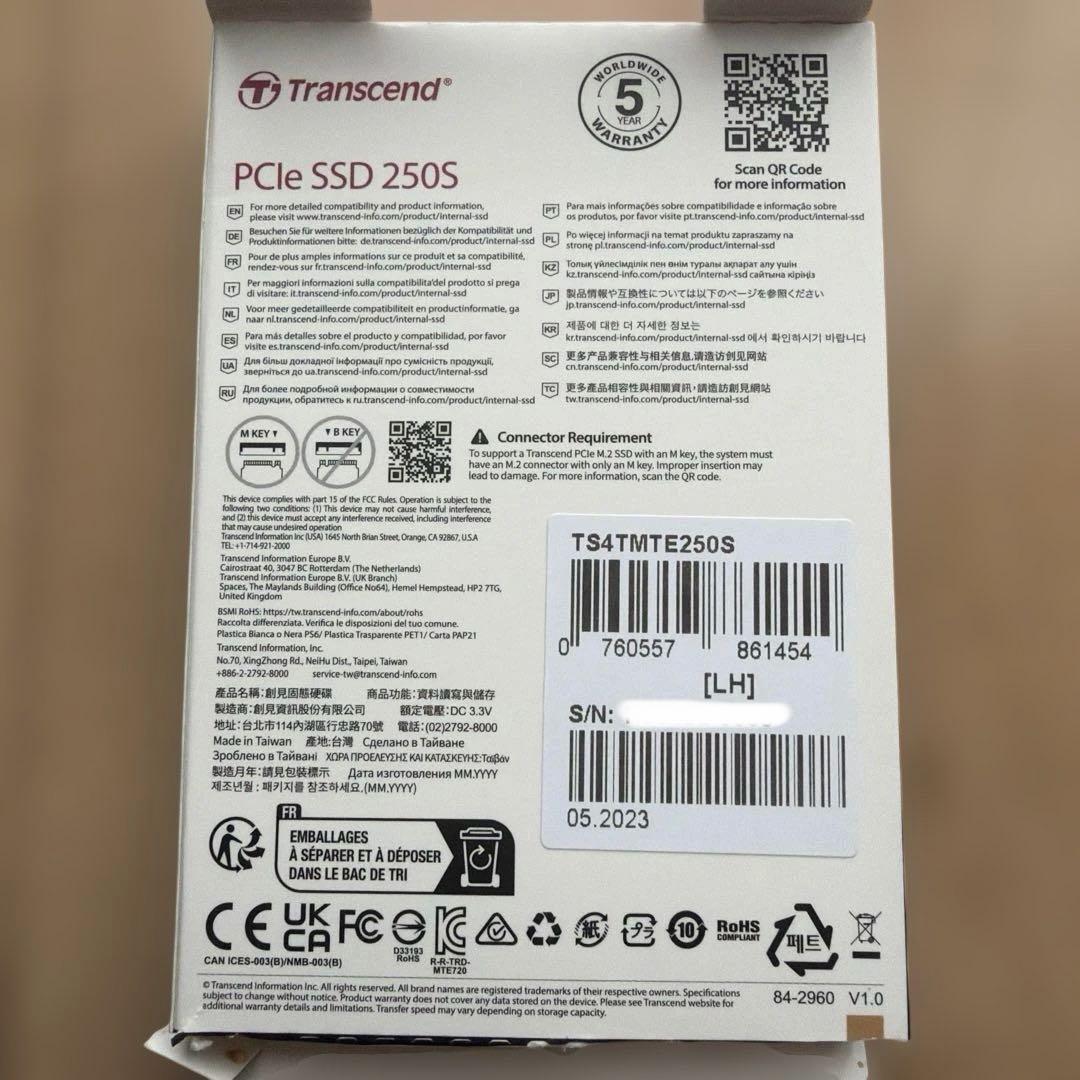 Transcend®
WORLDWIDE
5
YEAR
WARRANTY
Scan QR Code
for more information
PCIe SSD 250S
EN
For more detailed compatibility and product information,
please visit www.transcend-info.com/product/internal-ssd
DE
Besuchen Sie für weitere Informationen bezüglich der Kompatibilität und
Produktinformationen bitte: de.transcend-info.com/product/internal-ssd
FR
Pour de plus amples informations sur ce produit et sa compatibilité,
rendez-vous sur fr.transcend-info.com/product/internal-ssd
IT
Per maggiori informazioni sulla compatibilita'del prodotto si prega
di visitare: it.transcend-info.com/product/internal-ssd
NL
Voor meer gedetailleerde compatibiliteit en productinformatie, ga
naar nl.transcend-info.com/product/internal-ssd
ES
Para más detalles sobre el producto y compatibilidad, por favor
visite es.transcend-info.com/product/internal-ssd
UA
Для більш докладної інформації про сумісність продукції,
зверніться до ua.transcend-info.com/product/internal-ssd
RU
Для более подробной информации о совместимости
продукции, обратитесь к ru.transcend-info.com/product/internal-ssd
PT
Para mais informações sobre compatibilidade e informação sobre
os produtos, por favor visite pt.transcend-info.com/product/internal-ssd
PL
Po więcej informacji na temat produktu zapraszamy na
stronę pl.transcend-info.com/product/internal-ssd
KZ
Толық үйлесімділік пен өнім туралы ақпарат алу үшін
kz.transcend-info.com/product/internal-ssd сайтына кіріңіз
JP
製品情報や互換性については以下のページを参照ください
jp.transcend-info.com/product/internal-ssd
KR
제품에 대한 더 자세한 정보는
kr.transcend-info.com/product/internal-ssd 에서 확인하시기 바랍니다
SC
更多产品兼容性与相关信息,请造访创见网站
cn.transcend-info.com/product/internal-ssd
TC
更多產品相容性與相關資訊,請造訪創見網站
tw.transcend-info.com/product/internal-ssd
M KEY ▼
▼ B KEY
Connector Requirement
To support a Transcend PCIe M.2 SSD with an M key, the system must
have an M.2 connector with only an M key. Improper insertion may
lead to damage. For more information, scan the QR code.
This device complies with part 15 of the FCC Rules. Operation is subject to the
following two conditions: (1) This device may not cause harmful interference,
and (2) this device must accept any interference received, including interference
that may cause undesired operation
Transcend Information Inc (USA) 1645 North Brian Street, Orange, CA 92867, U.S.A
TEL: +1-714-921-2000
Transcend Information Europe B.V.
Cairostraat 40, 3047 BC Rotterdam (The Netherlands)
Transcend Information Europe B.V. (UK Branch)
Spaces, The Maylands Building (Office No64), Hemel Hempstead, HP2 7TG,
United Kingdom
BSMI RoHS: https://tw.transcend-info.com/about/rohs
Raccolta differenziata. Verifica le disposizioni del tuo comune.
Plastica Bianca o Nera PS6/ Plastica Trasparente PET1/ Carta PAP21
Transcend Information, Inc.
No.70, XingZhong Rd., NeiHu Dist., Taipei, Taiwan
+886-2-2792-8000 service-tw@transcend-info.com
產品名稱:創見固態硬碟 商品功能:資料讀寫與儲存
製造商:創見資訊股份有限公司 額定電壓:DC 3.3V
地址:台北市114內湖區行忠路70號 電話:(02)2792-8000
Made in Taiwan 產地:台灣 Сделано в Тайване
Зроблено в Тайвані ΧΩΡΑ ΠΡΟΕΛΕΥΣΗΣ ΚΑΙ ΚΑΤΑΣΚΕΥΗΣ:Ταϊβάν
製造年月:請見包裝標示 Дата изготовления MM.YYYY
제조년월 : 패키지를 참조하세요.(MM.YYYY)
TS4TMTE250S
0 760557 861454
[LH]
S/N:
05.2023
FR
EMBALLAGES
À SÉPARER ET À DÉPOSER
DANS LE BAC DE TRI
CE UK CA FC
D33193
RoHS
R-R-TRD-
MTE720
紙
プラ
10
RoHS
COMPLIANT
페트
CAN ICES-003(B)/NMB-003(B)
©Transcend Information Inc. All rights reserved. All brand names are registered trademarks of their respective owners. Specifications
subject to change without notice. Product warranty does not cover any data stored on the device. Please see Transcend website for
additional warranty details and limitations. Transfer speed may vary depending on storage capacity.
84-2960 V1.0